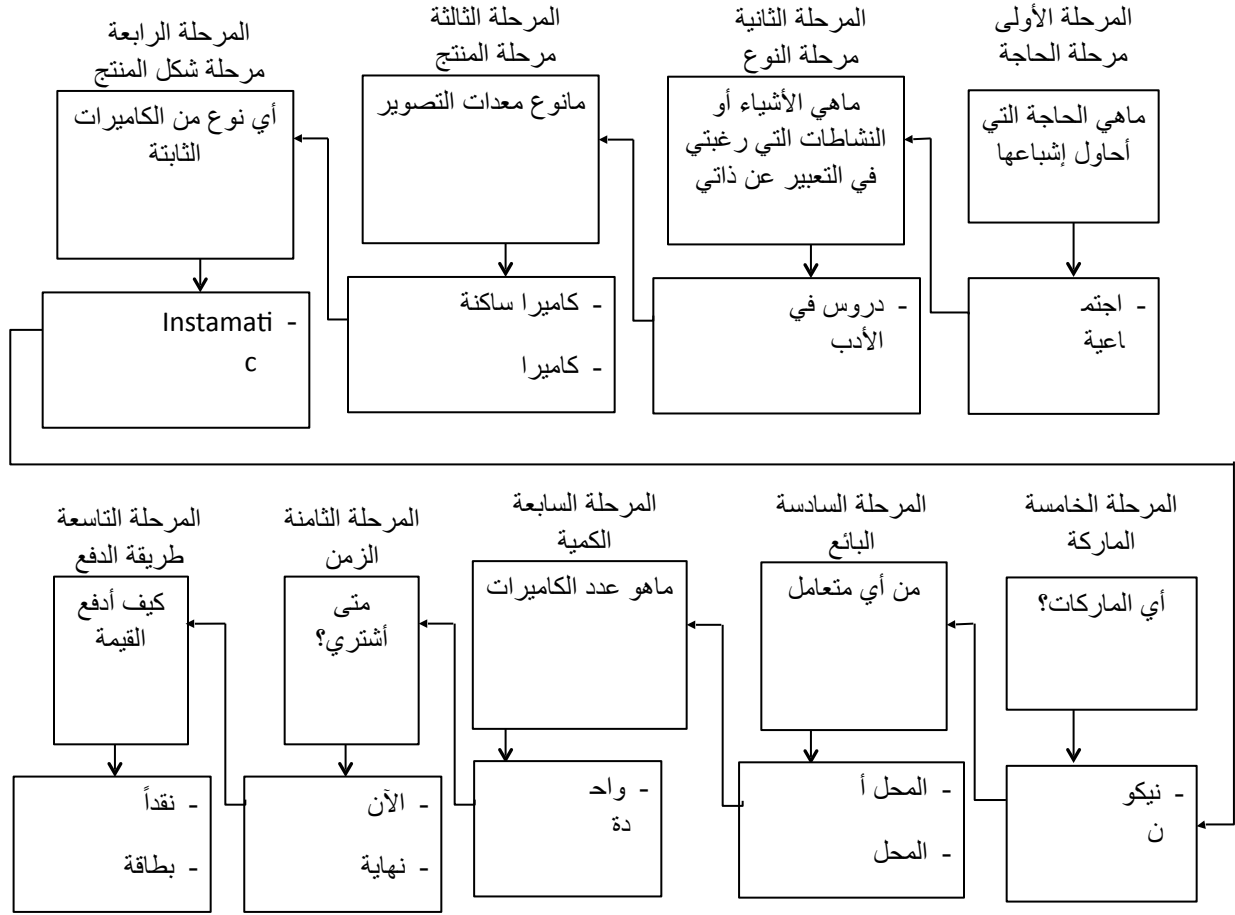 المرحلة الأولى
مرحلة الحاجة
ماهي الحاجة التي
أحاول إشباعها
- اجتم
اعية
المرحلة الثانية
مرحلة النوع
ماهي الأشياء أو
النشاطات التي رغبتي
في التعبير عن ذاتي
- دروس في
الأدب
المرحلة الثالثة
مرحلة المنتج
مانوع معدات التصوير
- كاميرا ساكنة
- كاميرا
المرحلة الرابعة
مرحلة شكل المنتج
أي نوع من الكاميرات
الثابتة
- Instamati
c
المرحلة الخامسة
الماركة
أي الماركات؟
- نيكو
ن
المرحلة السادسة
البائع
من أي متعامل
- المحل أ
- المحل
المرحلة السابعة
الكمية
ماهو عدد الكاميرات
- واحد
دة
المرحلة الثامنة
الزمن
متى
أشتري؟
- الآن
- نهاية
المرحلة التاسعة
طريقة الدفع
كيف أدفع
القيمة
- نقداً
- بطاقة